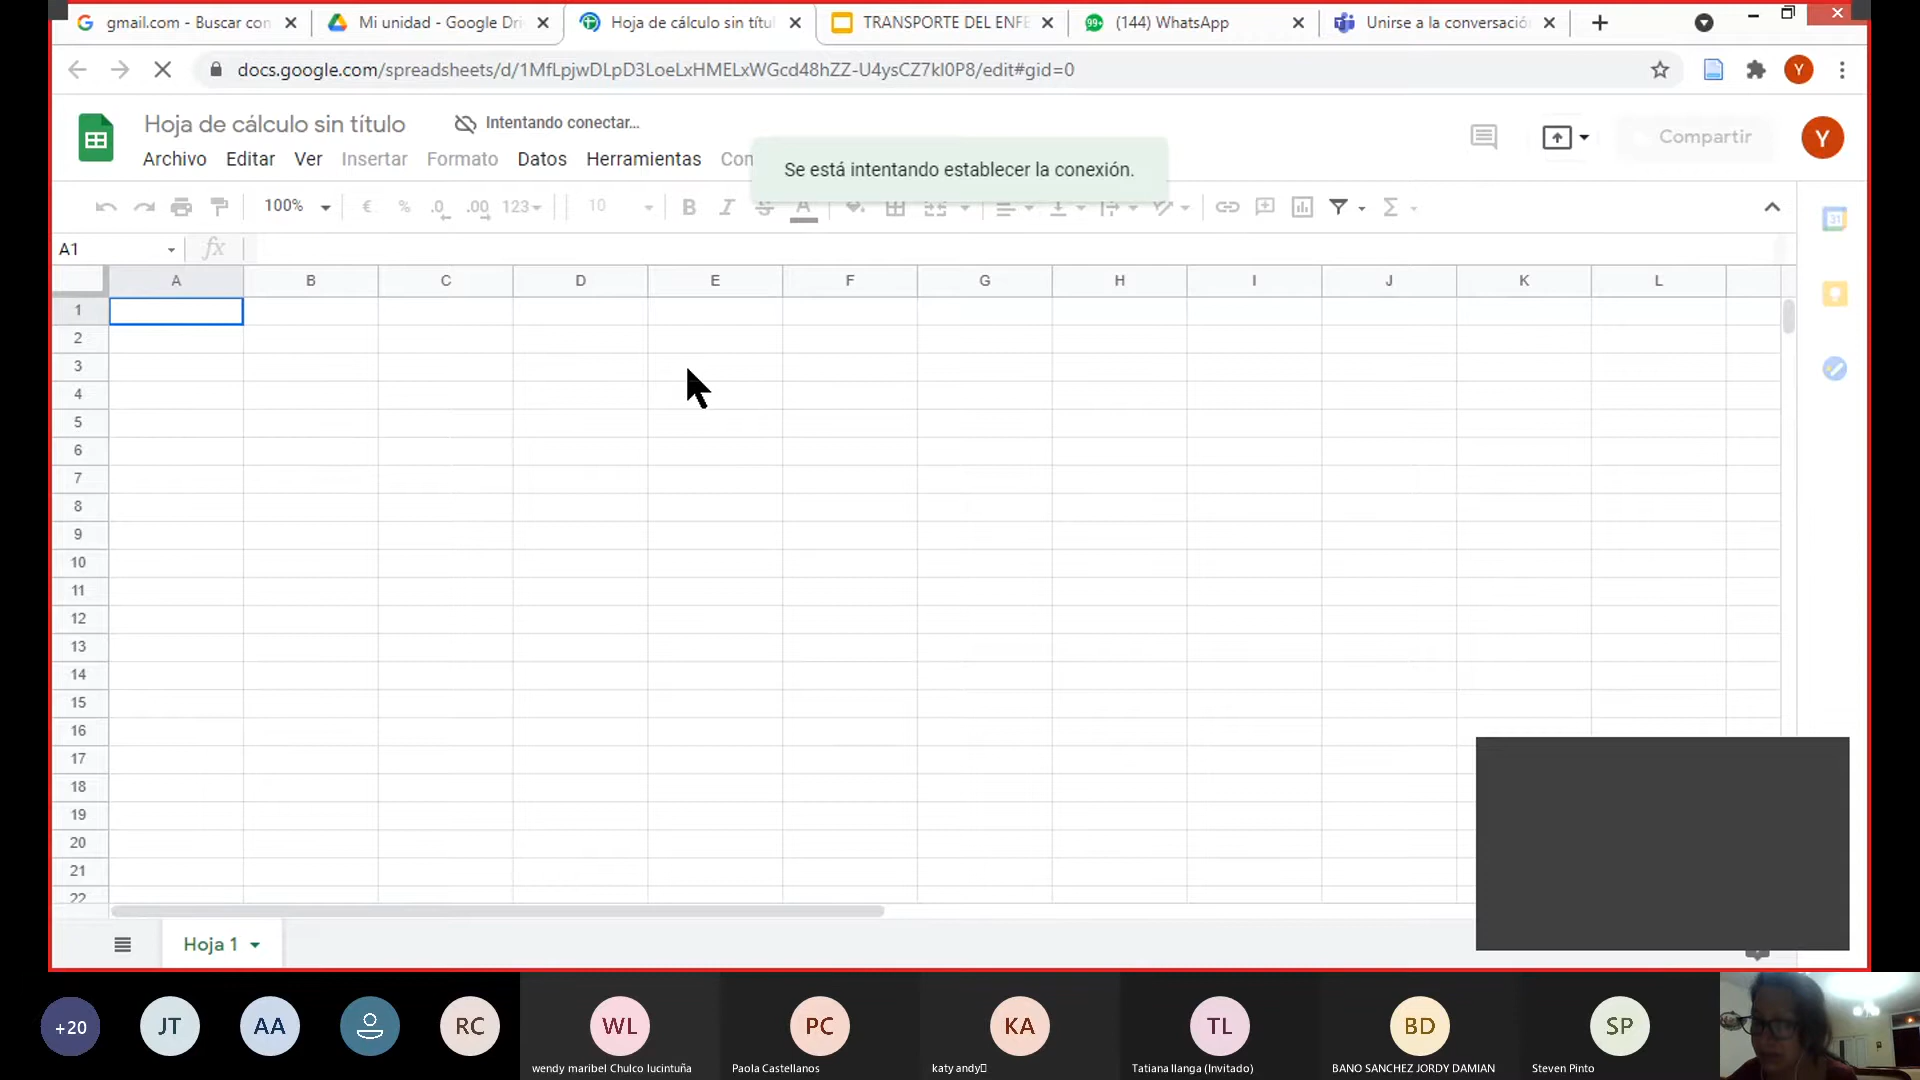 gmail.com - Buscar con
Mi unidad - Google Dri
Hoja de cálculo sin títu
TRANSPORTE DEL ENFE
99+
(144) WhatsApp
Unirse a la conversació
docs.google.com/spreadsheets/d/1MfLpjwDLpD3LoeLxHMELxWGcd48hZZ-U4ysCZ7kI0P8/edit#gid=0
Y
Hoja de cálculo sin título
Intentando conectar...
Compartir
Y
Archivo Editar Ver Insertar Formato Datos Herramientas Con
Se está intentando establecer la conexión.
100% € % .0 .00 123 10 B I S A Σ
31
A1 fx
A B C D E F G H I J K L
1
2
3
4
5
6
7
8
9
10
11
12
13
14
15
16
17
18
19
20
21
22
Hoja 1
+20 JT AA RC WL PC KA TL BD SP
wendy maribel Chulco lucintuña
Paola Castellanos
katy andy
Tatiana llanga (Invitado)
BANO SANCHEZ JORDY DAMIAN
Steven Pinto